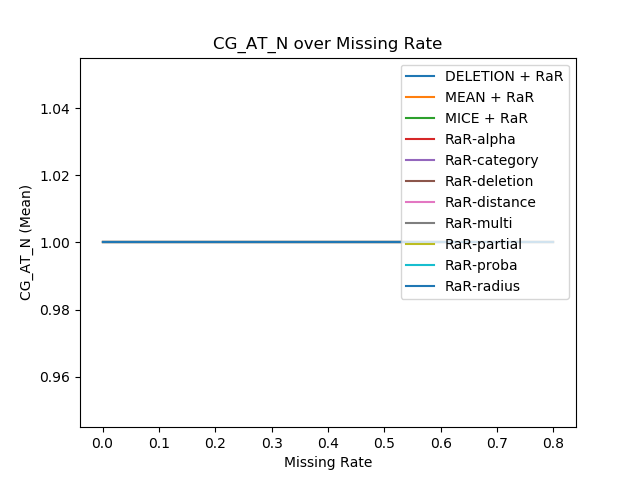 CG_AT_N over Missing Rate
DELETION + RaR
MEAN + RaR
MICE + RaR
RaR-alpha
RaR-category
RaR-deletion
RaR-distance
RaR-multi
RaR-partial
RaR-proba
RaR-radius
CG_AT_N (Mean)
1.04
1.02
1.00
0.98
0.96
0.0 0.1 0.2 0.3 0.4 0.5 0.6 0.7 0.8
Missing Rate